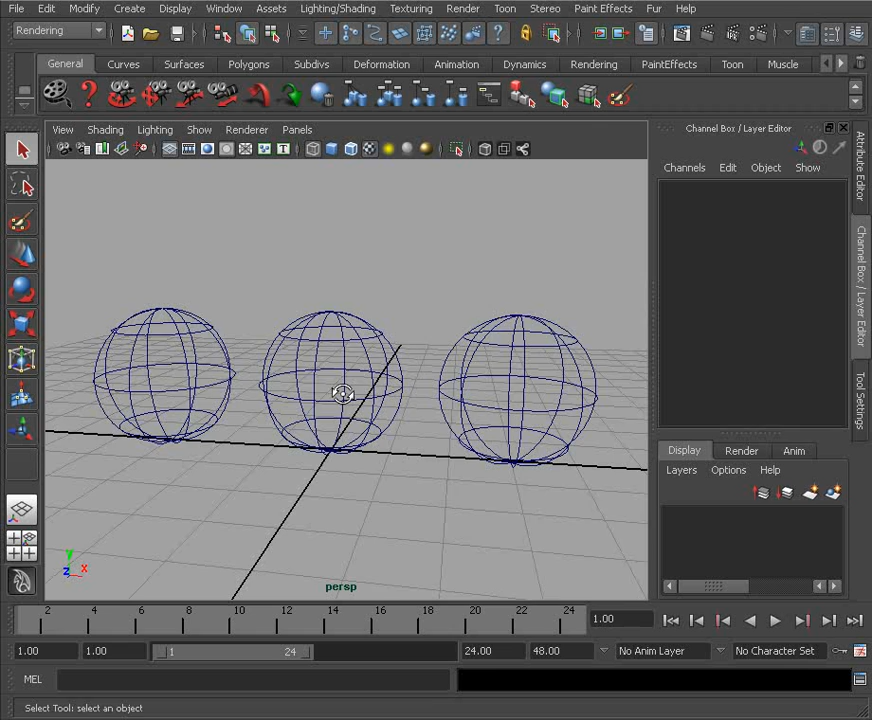 File Edit Modify Create Display Window Assets Lighting/Shading Texturing Render Toon Stereo Paint Effects Fur Help
Rendering
General Curves Surfaces Polygons Subdivs Deformation Animation Dynamics Rendering PaintEffects Toon Muscle
View Shading Lighting Show Renderer Panels
Channel Box / Layer Editor
Channels Edit Object Show
Attribute Editor
Channel Box / Layer Editor
Tool Settings
Display Render Anim
Layers Options Help
y
z x
persp
2 4 6 8 10 12 14 16 18 20 22 24
1.00
1.00 1.00 1 24 24.00 48.00 No Anim Layer No Character Set
MEL
Select Tool: select an object